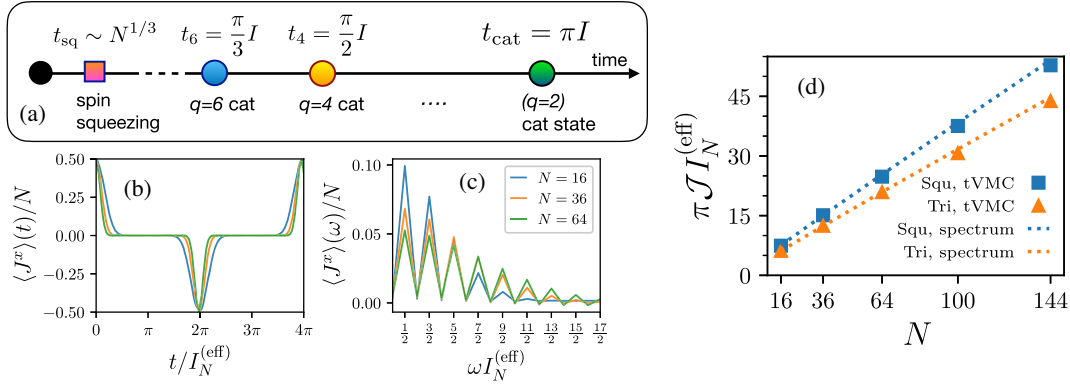 t_sq ∼ N^{1/3} t_6 = π/3 I t_4 = π/2 I t_cat = πI
time
spin squeezing
q=6 cat q=4 cat .... (q=2) cat state
(a)
(b)
⟨J^x⟩(t)/N
0.50
0.25
0.00
−0.25
−0.50
0 π 2π 3π 4π
t/I_N^{(eff)}
(c)
⟨J^x⟩(ω)/N
0.10
0.05
0.00
N = 16
N = 36
N = 64
1/2 3/2 5/2 7/2 9/2 11/2 13/2 15/2 17/2
ωI_N^{(eff)}
(d)
π 𝒥 I_N^{(eff)}
45
30
15
0
Squ, tVMC
Tri, tVMC
Squ, spectrum
Tri, spectrum
16 36 64 100 144
N